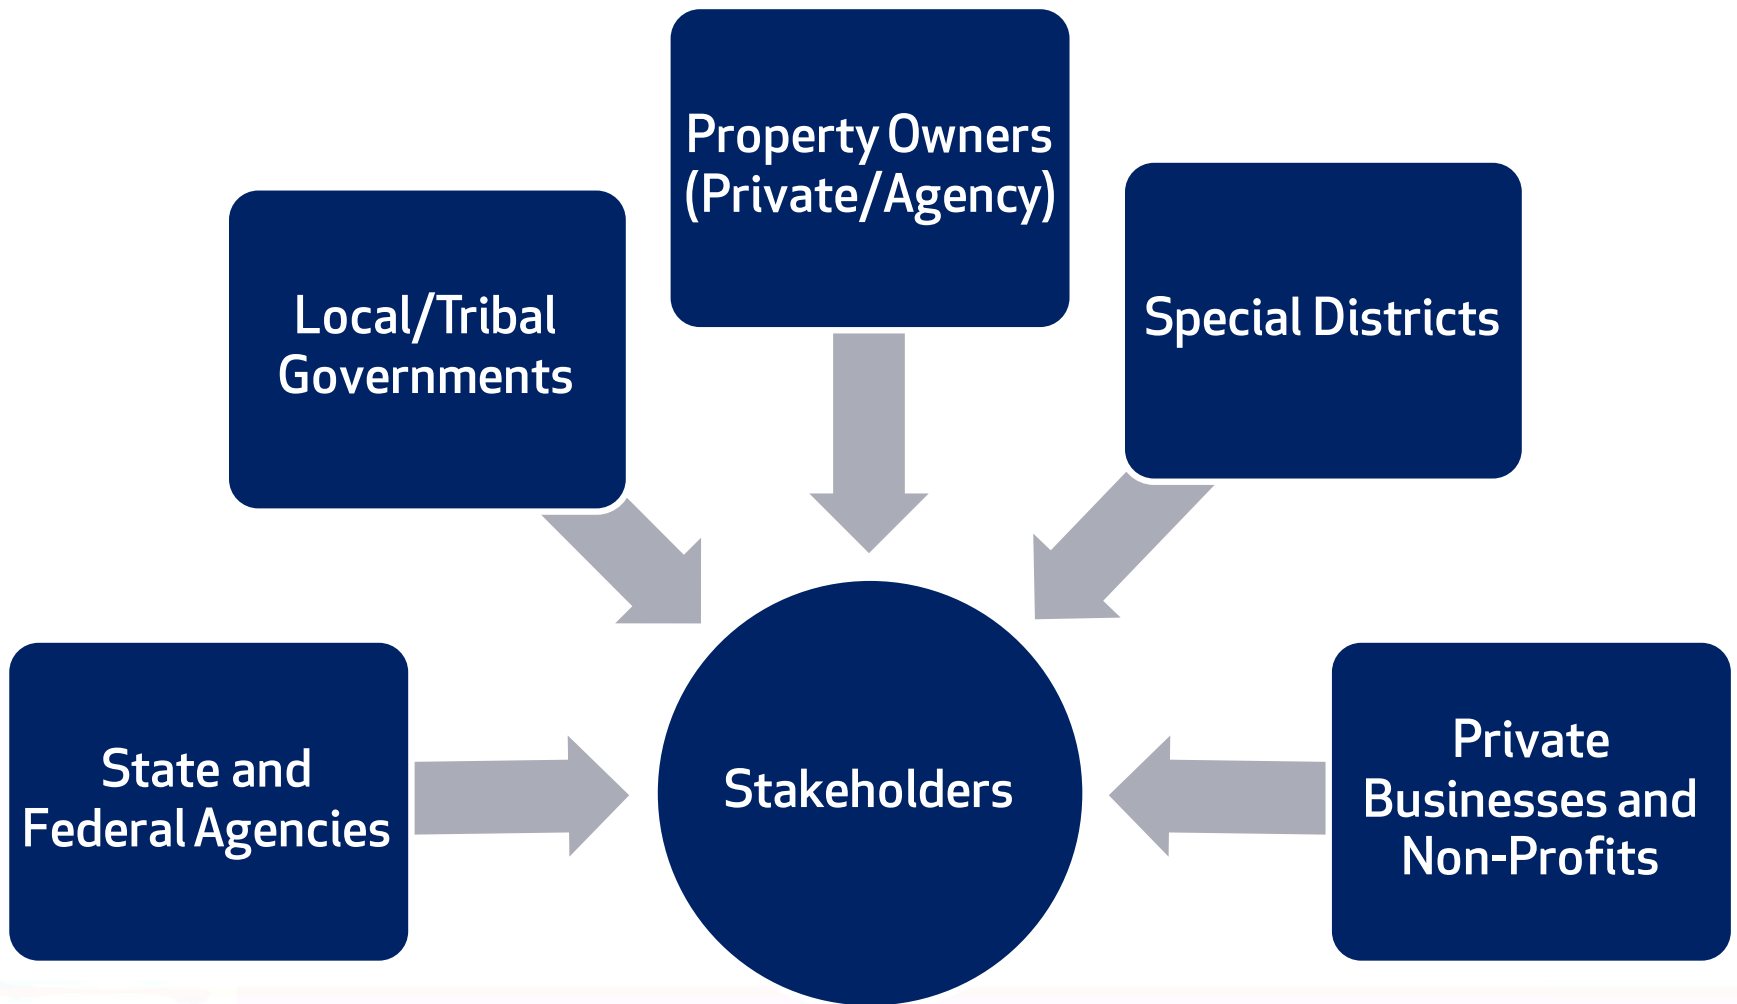 Property Owners
(Private/Agency)
Local/Tribal
Governments
Special Districts
State and
Federal Agencies
Stakeholders
Private
Businesses and
Non-Profits